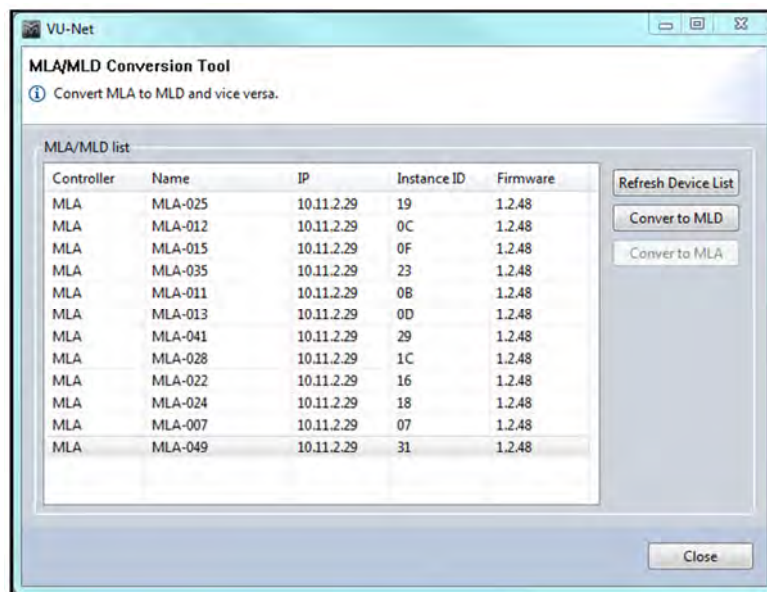 VU-Net
MLA/MLD Conversion Tool
Convert MLA to MLD and vice versa.
MLA/MLD list
Controller Name IP Instance ID Firmware
MLA MLA-025 10.11.2.29 19 1.2.48
MLA MLA-012 10.11.2.29 0C 1.2.48
MLA MLA-015 10.11.2.29 0F 1.2.48
MLA MLA-035 10.11.2.29 23 1.2.48
MLA MLA-011 10.11.2.29 0B 1.2.48
MLA MLA-013 10.11.2.29 0D 1.2.48
MLA MLA-041 10.11.2.29 29 1.2.48
MLA MLA-028 10.11.2.29 1C 1.2.48
MLA MLA-022 10.11.2.29 16 1.2.48
MLA MLA-024 10.11.2.29 18 1.2.48
MLA MLA-007 10.11.2.29 07 1.2.48
MLA MLA-049 10.11.2.29 31 1.2.48
Refresh Device List
Conver to MLD
Conver to MLA
Close